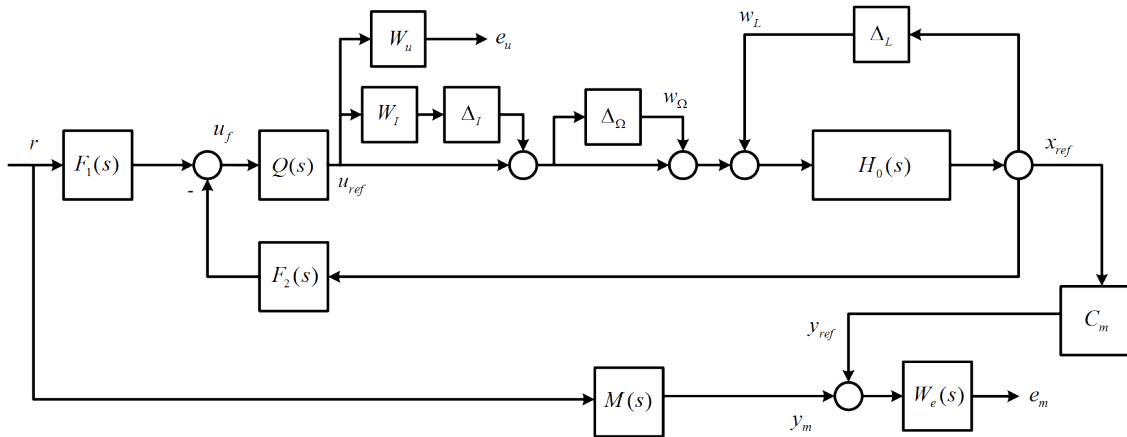 w_L
Δ_L
W_u
e_u
W_I
Δ_I
Δ_Ω
w_Ω
r
F_1(s)
u_f
Q(s)
u_ref
H_0(s)
x_ref
-
F_2(s)
C_m
y_ref
M(s)
y_m
W_e(s)
e_m